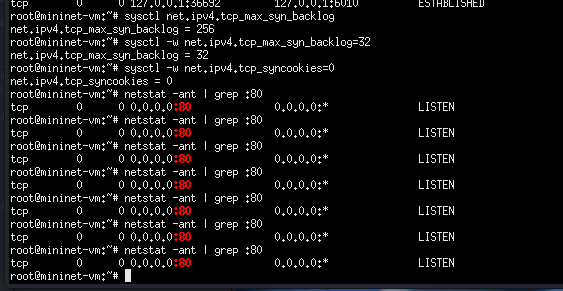 tcp 0 0 127.0.0.1:36692 127.0.0.1:6010 ESTABLISHED
root@mininet-vm:~# sysctl net.ipv4.tcp_max_syn_backlog
net.ipv4.tcp_max_syn_backlog = 256
root@mininet-vm:~# sysctl -w net.ipv4.tcp_max_syn_backlog=32
net.ipv4.tcp_max_syn_backlog = 32
root@mininet-vm:~# sysctl -w net.ipv4.tcp_syncookies=0
net.ipv4.tcp_syncookies = 0
root@mininet-vm:~# netstat -ant | grep :80
tcp 0 0 0.0.0.0:80 0.0.0.0:* LISTEN
root@mininet-vm:~# netstat -ant | grep :80
tcp 0 0 0.0.0.0:80 0.0.0.0:* LISTEN
root@mininet-vm:~# netstat -ant | grep :80
tcp 0 0 0.0.0.0:80 0.0.0.0:* LISTEN
root@mininet-vm:~# netstat -ant | grep :80
tcp 0 0 0.0.0.0:80 0.0.0.0:* LISTEN
root@mininet-vm:~# netstat -ant | grep :80
tcp 0 0 0.0.0.0:80 0.0.0.0:* LISTEN
root@mininet-vm:~# netstat -ant | grep :80
tcp 0 0 0.0.0.0:80 0.0.0.0:* LISTEN
root@mininet-vm:~# netstat -ant | grep :80
tcp 0 0 0.0.0.0:80 0.0.0.0:* LISTEN
root@mininet-vm:~#